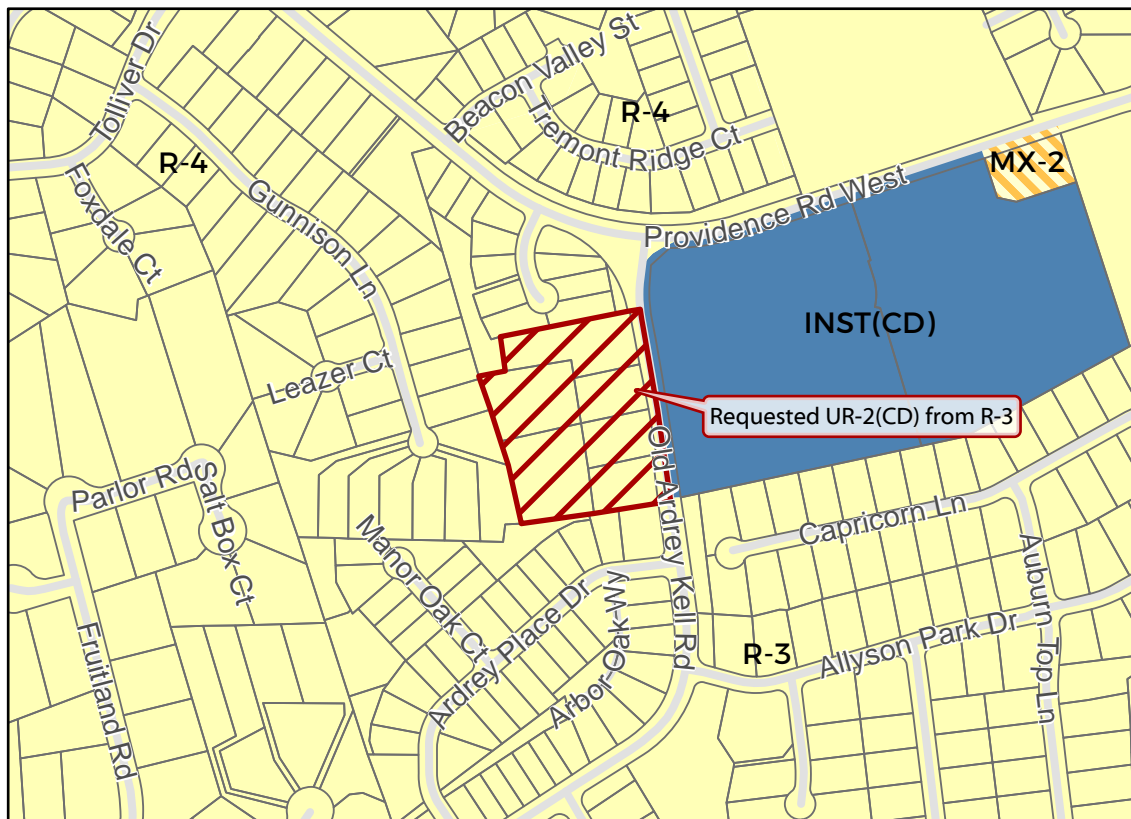 Tolliver Dr
Beacon Valley St
R-4
Tremont Ridge Ct
R-4
MX-2
Foxdale Ct
Gunnison Ln
Providence Rd West
INST(CD)
Leazer Ct
Requested UR-2(CD) from R-3
Old Ardrey Kell Rd
Parlor Rd
Salt Box Ct
Capricorn Ln
Manor Oak Ct
Auburn Top Ln
Ardrey Place Dr
Arbor Oak Way
Fruitland Rd
R-3
Allyson Park Dr